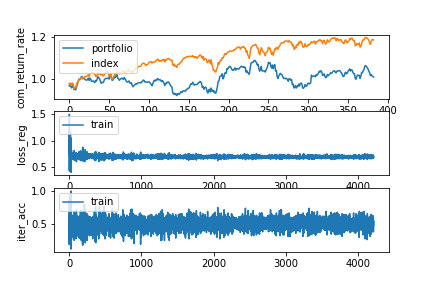 com_return_rate
1.2
1.0
portfolio
index
0 50 100 150 200 250 300 350 400
loss_reg
1.5
1.0
0.5
train
0 1000 2000 3000 4000
iter_acc
1.0
0.5
train
0 1000 2000 3000 4000